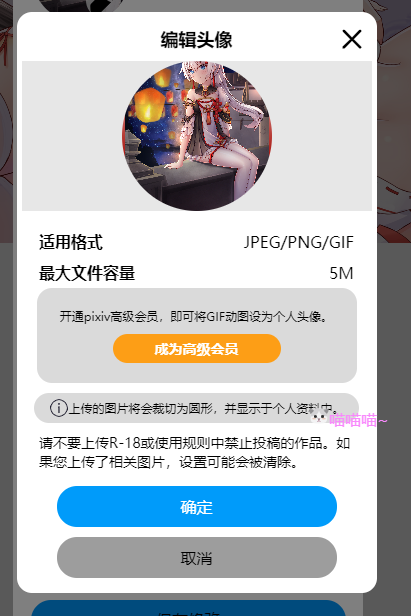 编辑头像
适用格式 JPEG/PNG/GIF
最大文件容量 5M
开通pixiv高级会员，即可将GIF动图设为个人头像。
成为高级会员
上传的图片将会裁切为圆形，并显示于个人资料中。
喵喵喵~
请不要上传R-18或使用规则中禁止投稿的作品。如
果您上传了相关图片，设置可能会被清除。
确定
取消